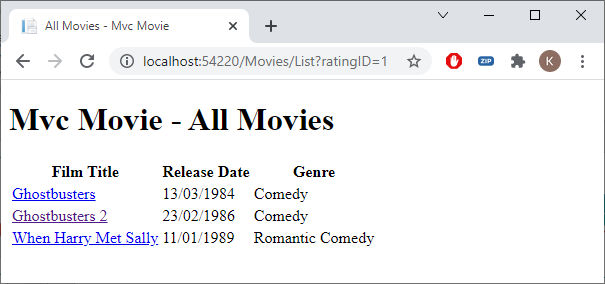 All Movies - Mvc Movie
localhost:54220/Movies/List?ratingID=1
ZIP
K
Mvc Movie - All Movies
Film Title Release Date Genre
Ghostbusters 13/03/1984 Comedy
Ghostbusters 2 23/02/1986 Comedy
When Harry Met Sally 11/01/1989 Romantic Comedy